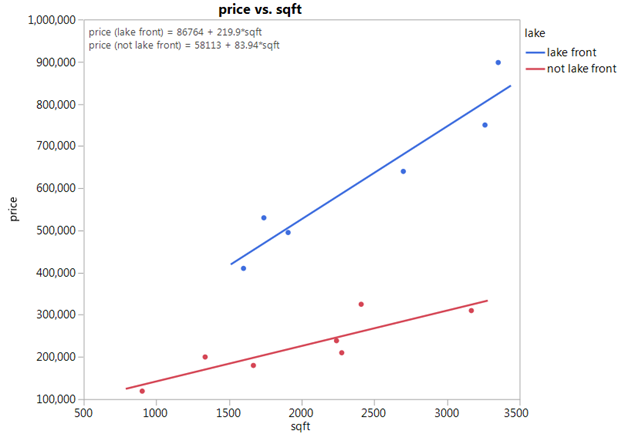 price vs. sqft
1,000,000
price (lake front) = 86764 + 219.9*sqft
price (not lake front) = 58113 + 83.94*sqft
lake
lake front
not lake front
900,000
800,000
700,000
600,000
500,000
400,000
300,000
200,000
100,000
price
500
1000
1500
2000
2500
3000
3500
sqft